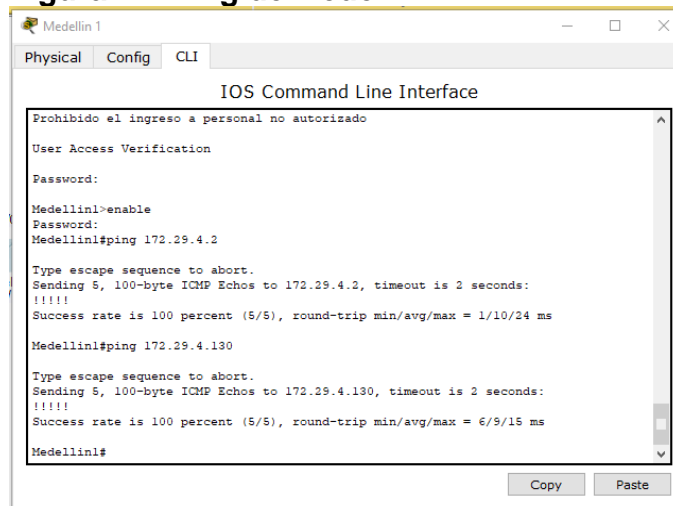 Medellin 1
Physical Config CLI
IOS Command Line Interface
Prohibido el ingreso a personal no autorizado
User Access Verification
Password:
Medellin1>enable
Password:
Medellin1#ping 172.29.4.2
Type escape sequence to abort.
Sending 5, 100-byte ICMP Echos to 172.29.4.2, timeout is 2 seconds:
!!!!!
Success rate is 100 percent (5/5), round-trip min/avg/max = 1/10/24 ms
Medellin1#ping 172.29.4.130
Type escape sequence to abort.
Sending 5, 100-byte ICMP Echos to 172.29.4.130, timeout is 2 seconds:
!!!!!
Success rate is 100 percent (5/5), round-trip min/avg/max = 6/9/15 ms
Medellin1#
Copy Paste